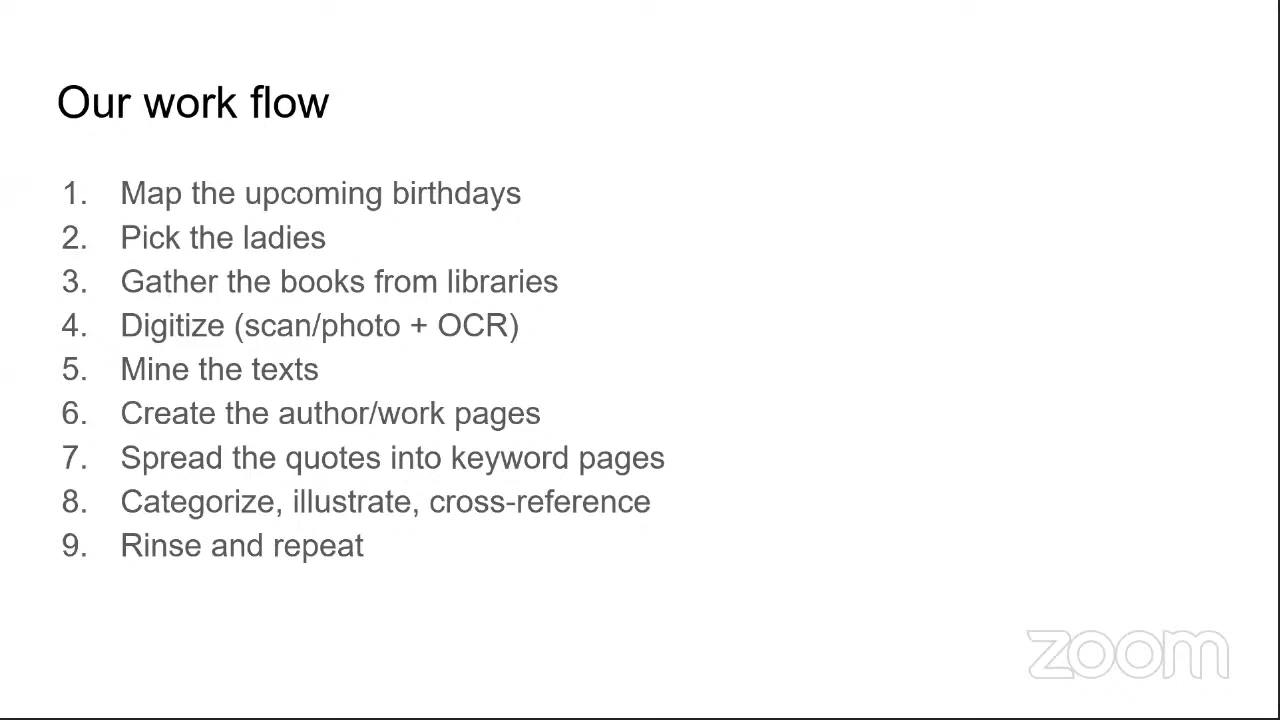 Our work flow
1. Map the upcoming birthdays
2. Pick the ladies
3. Gather the books from libraries
4. Digitize (scan/photo + OCR)
5. Mine the texts
6. Create the author/work pages
7. Spread the quotes into keyword pages
8. Categorize, illustrate, cross-reference
9. Rinse and repeat
zoom